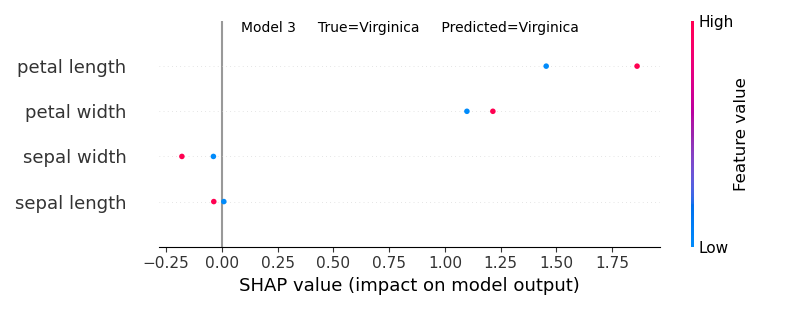 Model 3 True=Virginica Predicted=Virginica
High
petal length
petal width
sepal width
sepal length
Feature value
Low
−0.25 0.00 0.25 0.50 0.75 1.00 1.25 1.50 1.75
SHAP value (impact on model output)